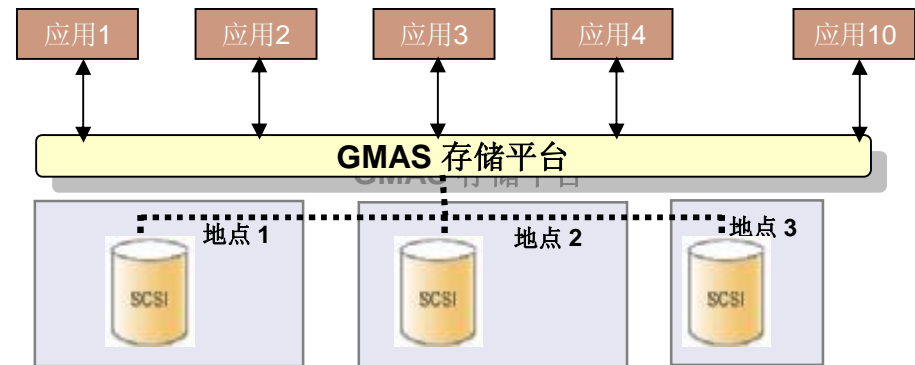 应用1
应用2
应用3
应用4
应用10
GMAS 存储平台
地点 1
地点 2
地点 3
SCSI
SCSI
SCSI